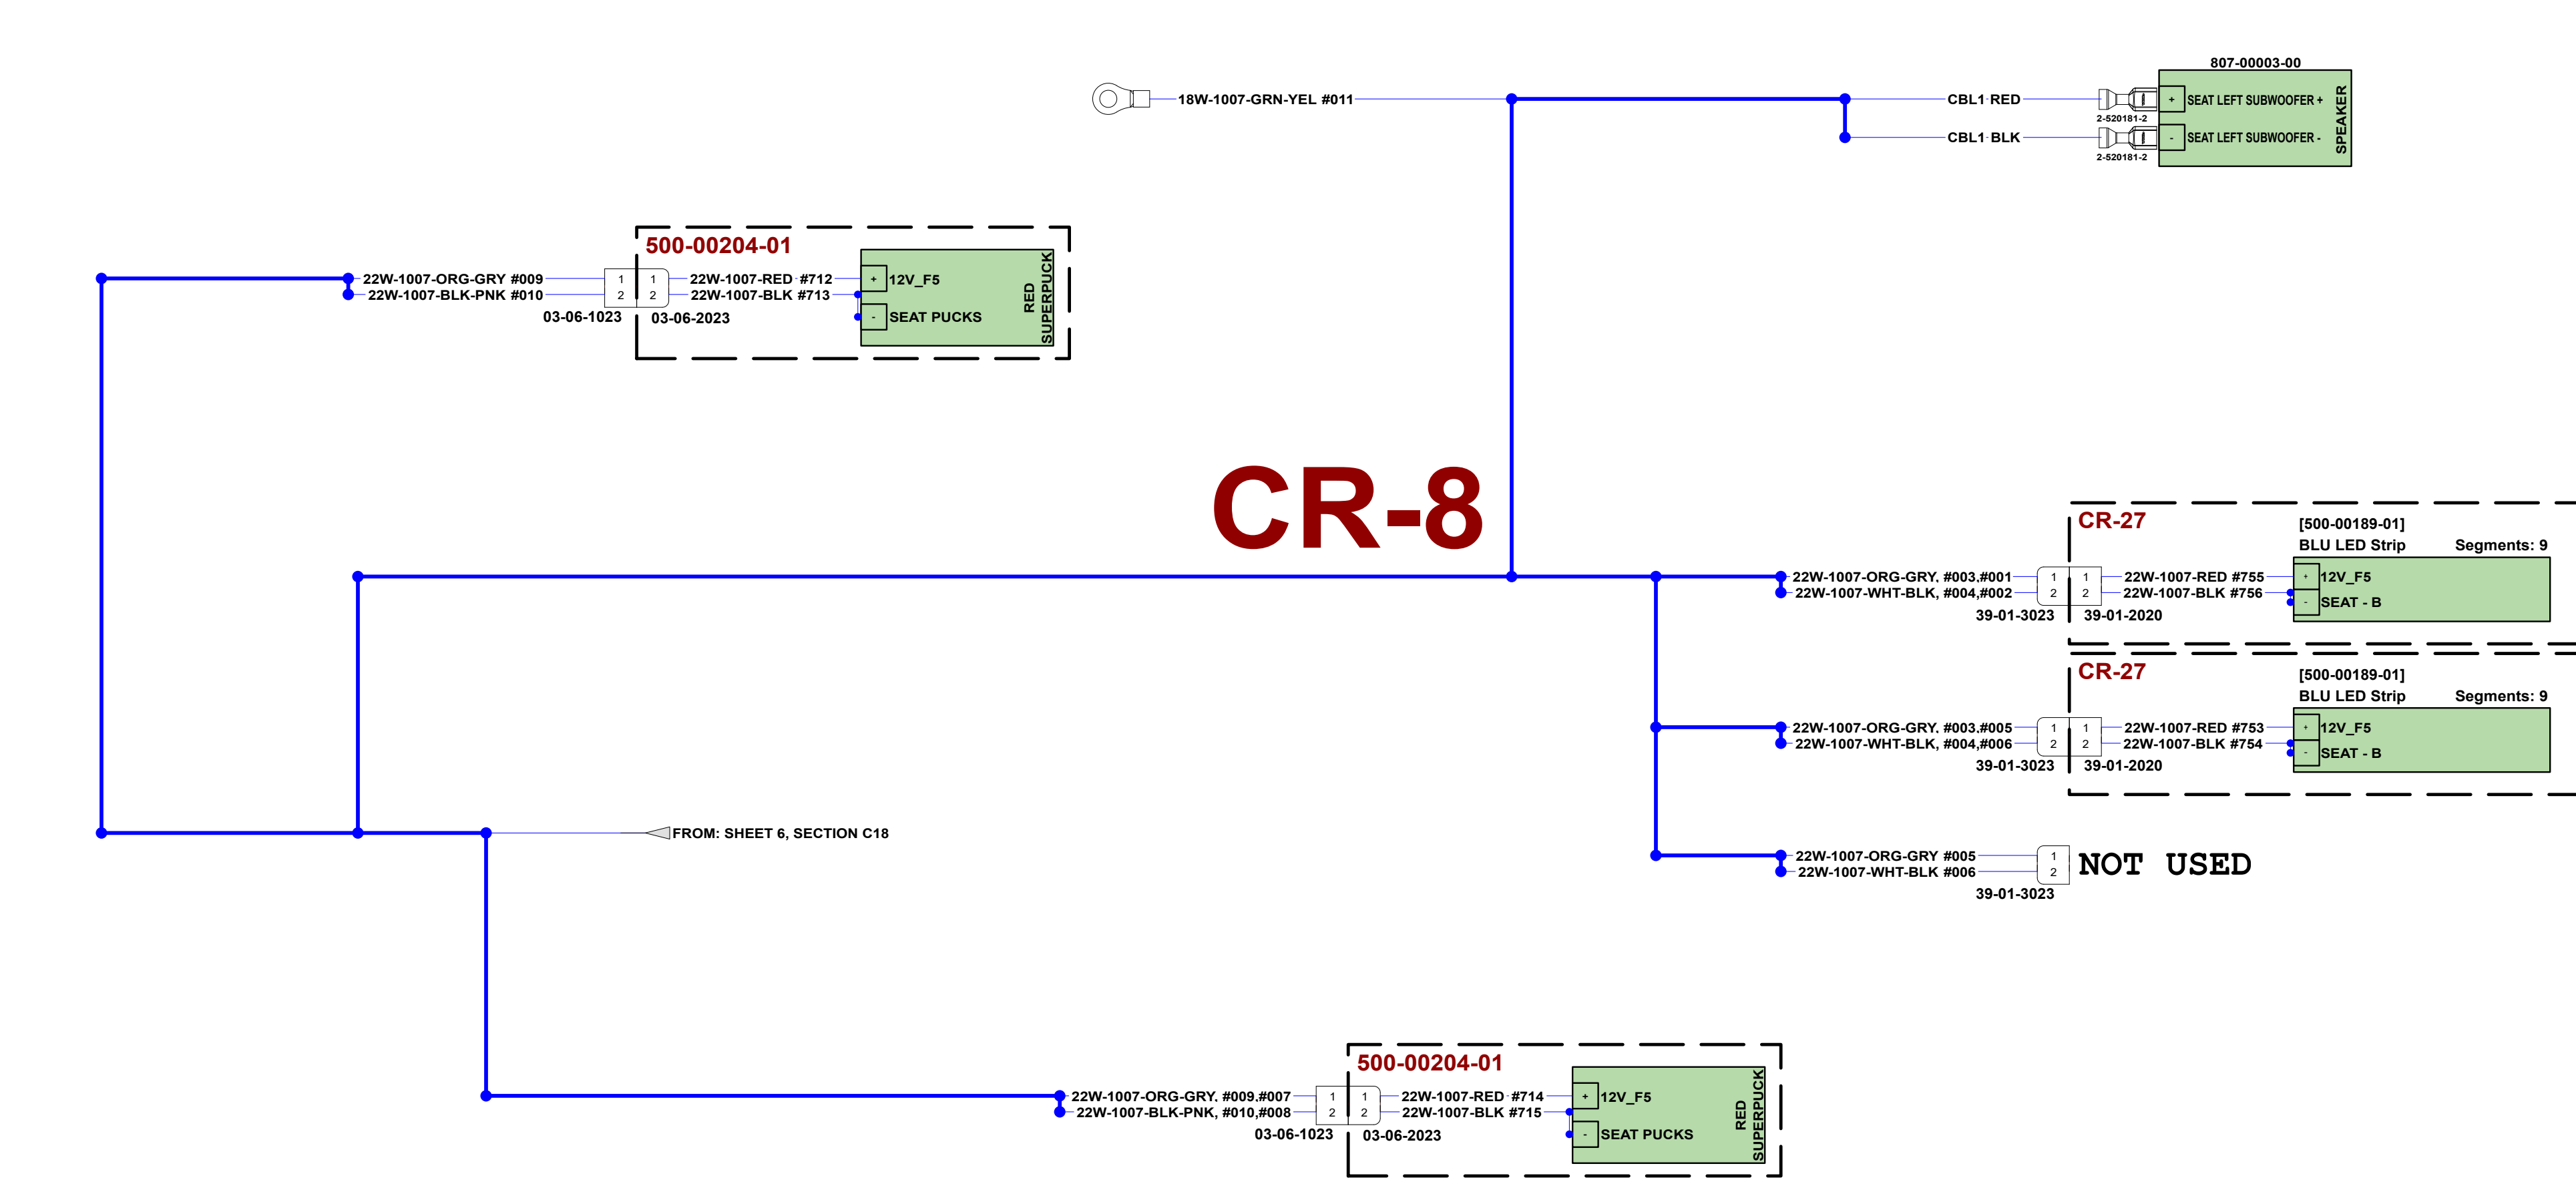 807-00003-00
18W-1007-GRN-YEL #011
CBL1 RED
+ SEAT LEFT SUBWOOFER +
2-520181-2
CBL1 BLK
- SEAT LEFT SUBWOOFER -
2-520181-2
SPEAKER
500-00204-01
22W-1007-ORG-GRY #009
1 1
22W-1007-RED #712
+ 12V_F5
22W-1007-BLK-PNK #010
2 2
22W-1007-BLK #713
- SEAT PUCKS
03-06-1023
03-06-2023
RED
SUPERPUCK
CR-8
CR-27
[500-00189-01]
BLU LED Strip
Segments: 9
22W-1007-ORG-GRY, #003,#001
1 1
22W-1007-RED #755
+ 12V_F5
22W-1007-WHT-BLK, #004,#002
2 2
22W-1007-BLK #756
- SEAT - B
39-01-3023
39-01-2020
CR-27
[500-00189-01]
BLU LED Strip
Segments: 9
22W-1007-ORG-GRY, #003,#005
1 1
22W-1007-RED #753
+ 12V_F5
22W-1007-WHT-BLK, #004,#006
2 2
22W-1007-BLK #754
- SEAT - B
39-01-3023
39-01-2020
FROM: SHEET 6, SECTION C18
22W-1007-ORG-GRY #005
1
22W-1007-WHT-BLK #006
2
NOT USED
39-01-3023
500-00204-01
22W-1007-ORG-GRY, #009,#007
1 1
22W-1007-RED #714
+ 12V_F5
22W-1007-BLK-PNK, #010,#008
2 2
22W-1007-BLK #715
- SEAT PUCKS
03-06-1023
03-06-2023
RED
SUPERPUCK